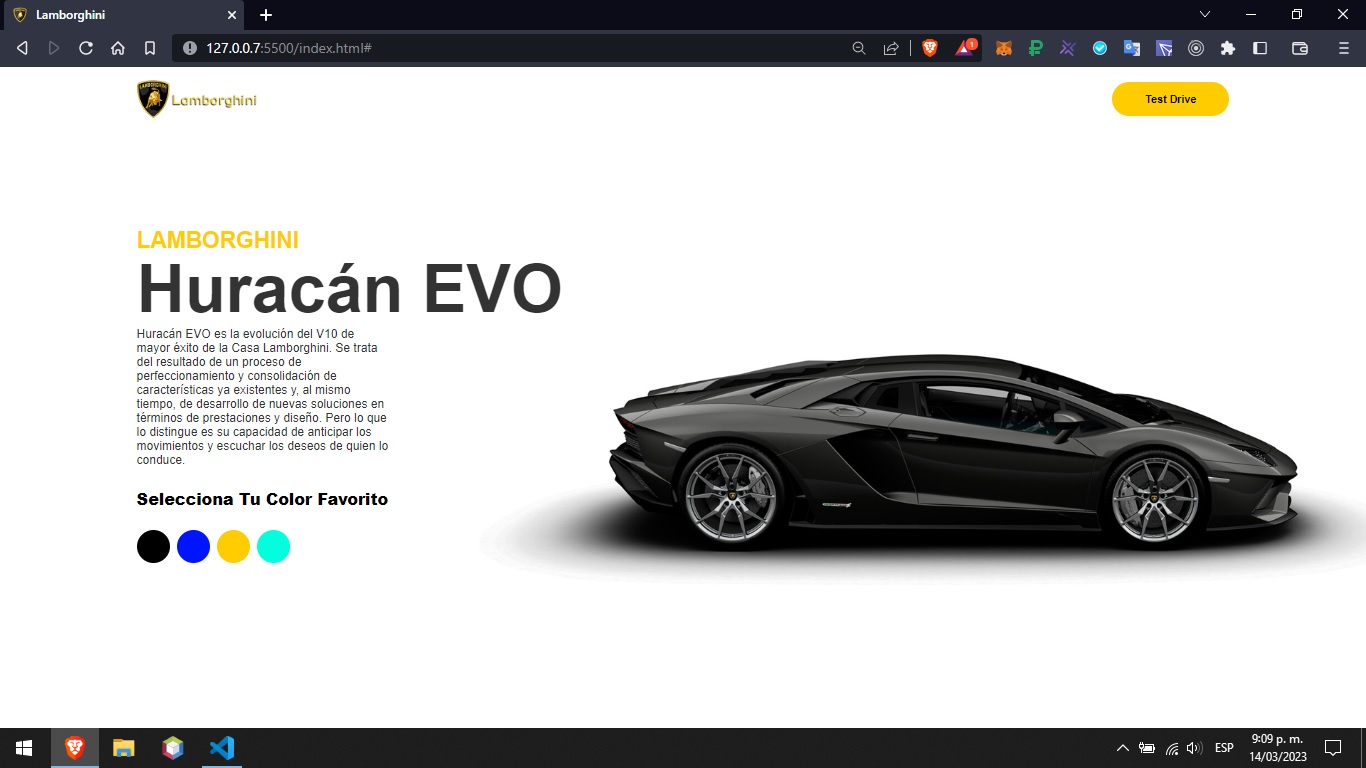 Lamborghini
127.0.0.7:5500/index.html#
1
Lamborghini
Test Drive
LAMBORGHINI
Huracán EVO
Huracán EVO es la evolución del V10 de
mayor éxito de la Casa Lamborghini. Se trata
del resultado de un proceso de
perfeccionamiento y consolidación de
características ya existentes y, al mismo
tiempo, de desarrollo de nuevas soluciones en
términos de prestaciones y diseño. Pero lo que
lo distingue es su capacidad de anticipar los
movimientos y escuchar los deseos de quien lo
conduce.
Selecciona Tu Color Favorito
ESP
9:09 p. m.
14/03/2023